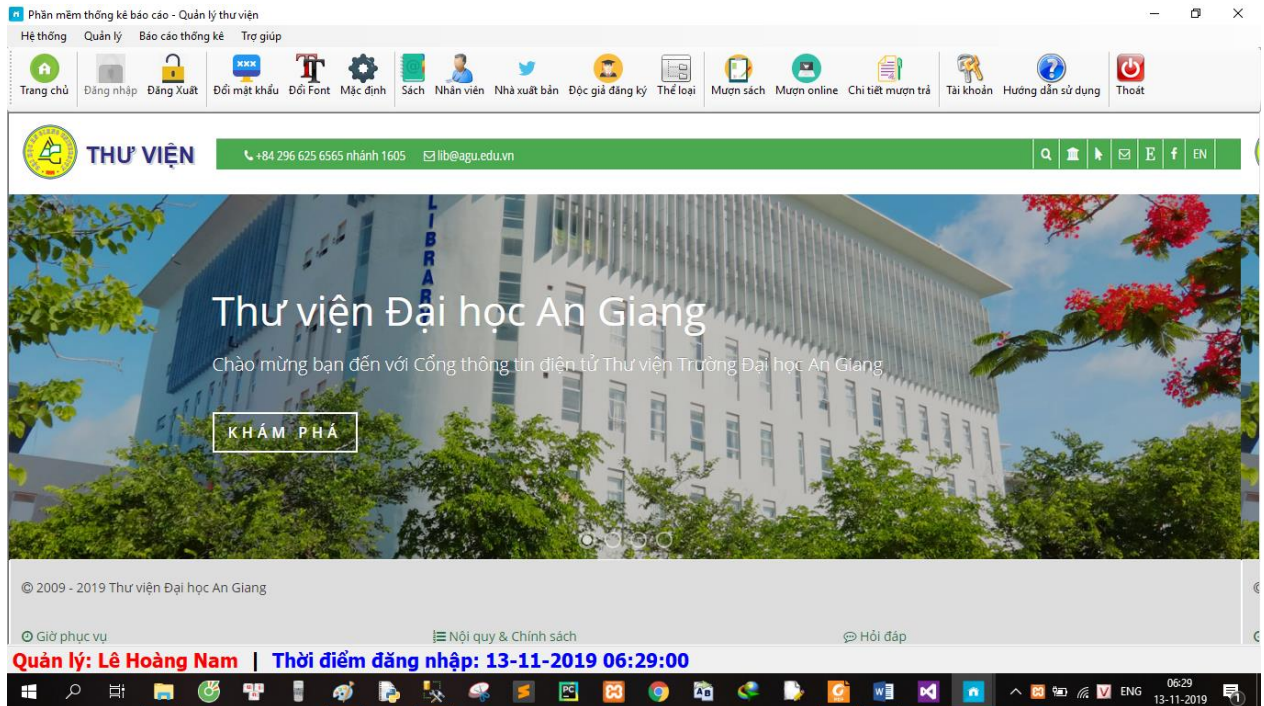 Phần mềm thống kê báo cáo - Quản lý thư viện
Hệ thống Quản lý Báo cáo thống kê Trợ giúp
Trang chủ Đăng nhập Đăng Xuất Đổi mật khẩu Đổi Font Mặc định Sách Nhân viên Nhà xuất bản Độc giả đăng ký Thể loại Mượn sách Mượn online Chi tiết mượn trả Tài khoản Hướng dẫn sử dụng Thoát
THƯ VIỆN +84 296 625 6565 nhánh 1605 lib@agu.edu.vn E f EN
LIBRAR
Thư viện Đại học An Giang
Chào mừng bạn đến với Cổng thông tin điện tử Thư viện Trường Đại học An Giang
KHÁM PHÁ
© 2009 - 2019 Thư viện Đại học An Giang
Giờ phục vụ Nội quy & Chính sách Hỏi đáp
Quản lý: Lê Hoàng Nam | Thời điểm đăng nhập: 13-11-2019 06:29:00
ENG 06:29
13-11-2019